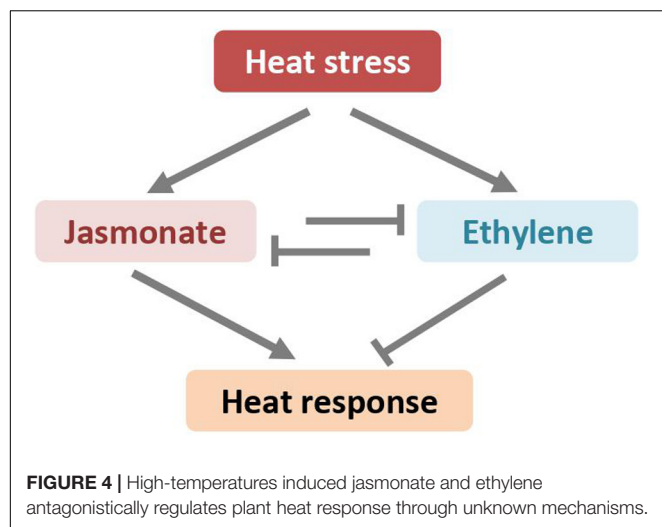 Heat stress
Jasmonate
Ethylene
Heat response
FIGURE 4 | High-temperatures induced jasmonate and ethylene
antagonistically regulates plant heat response through unknown mechanisms.